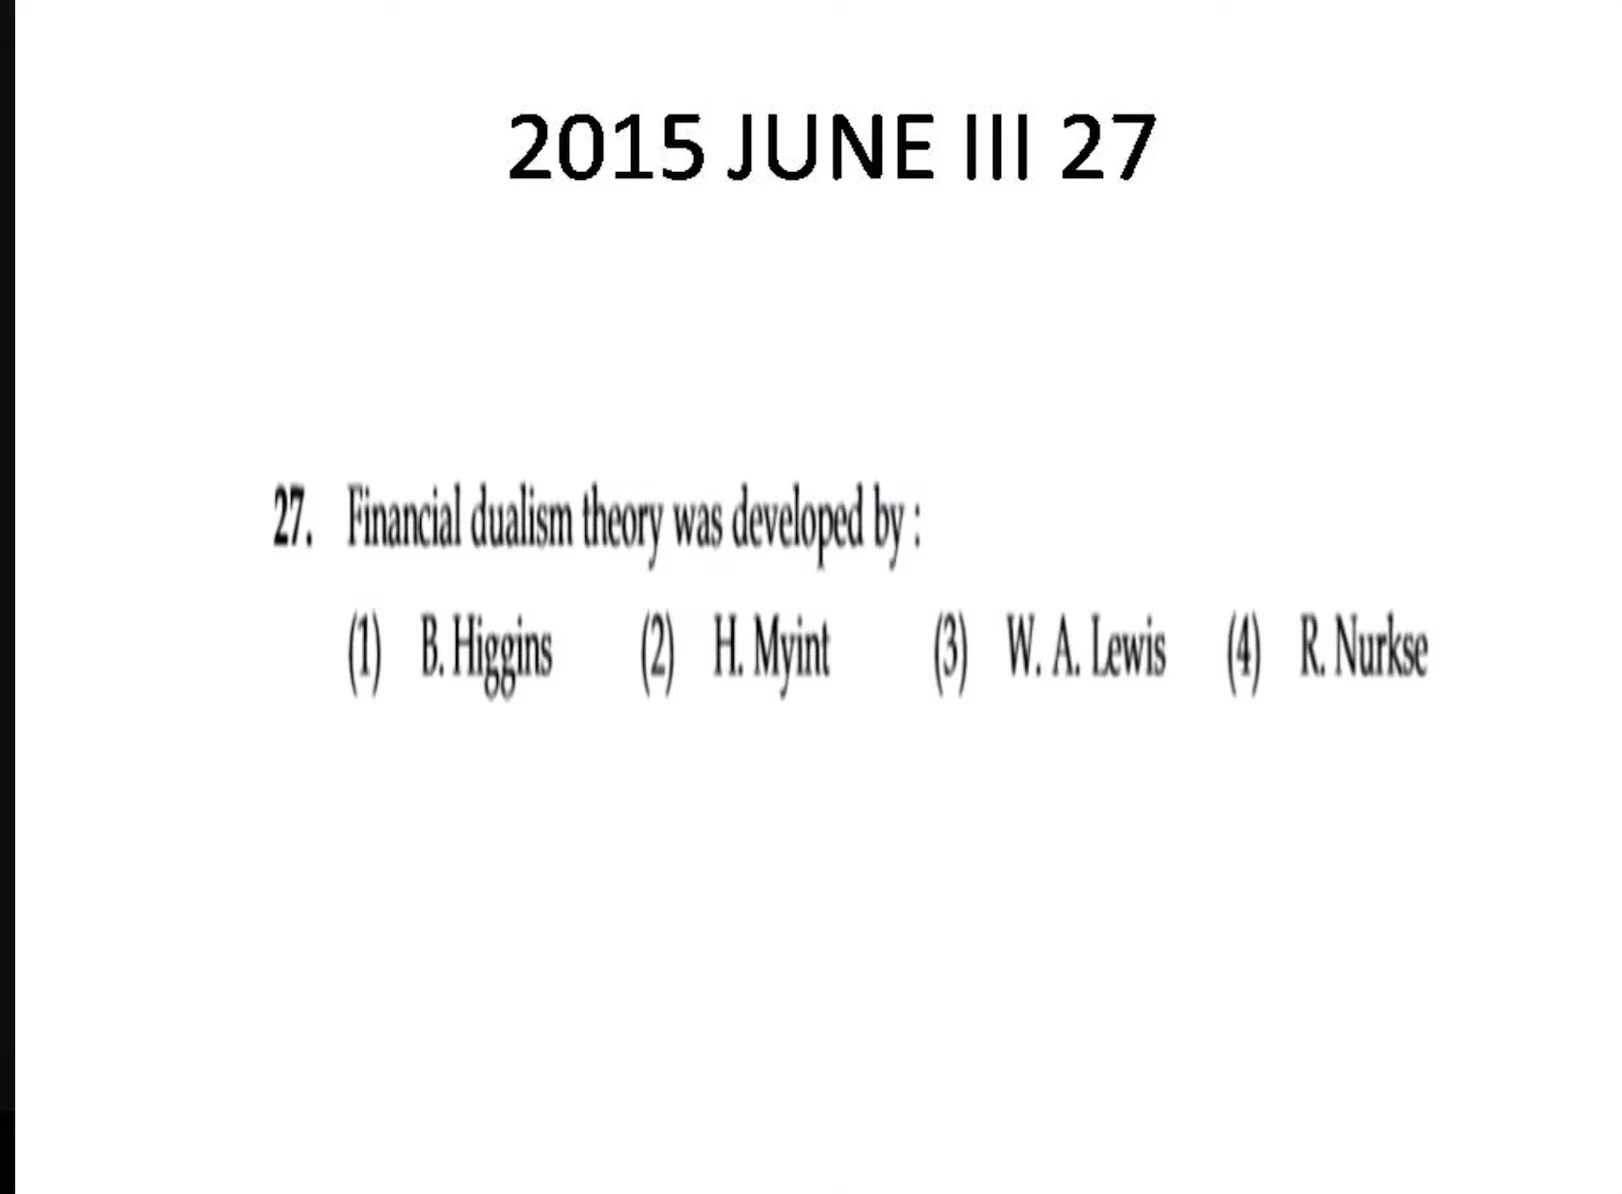 2015 JUNE III 27
27. Financial dualism theory was developed by :
(1) B. Higgins (2) H. Myint (3) W. A. Lewis (4) R. Nurkse